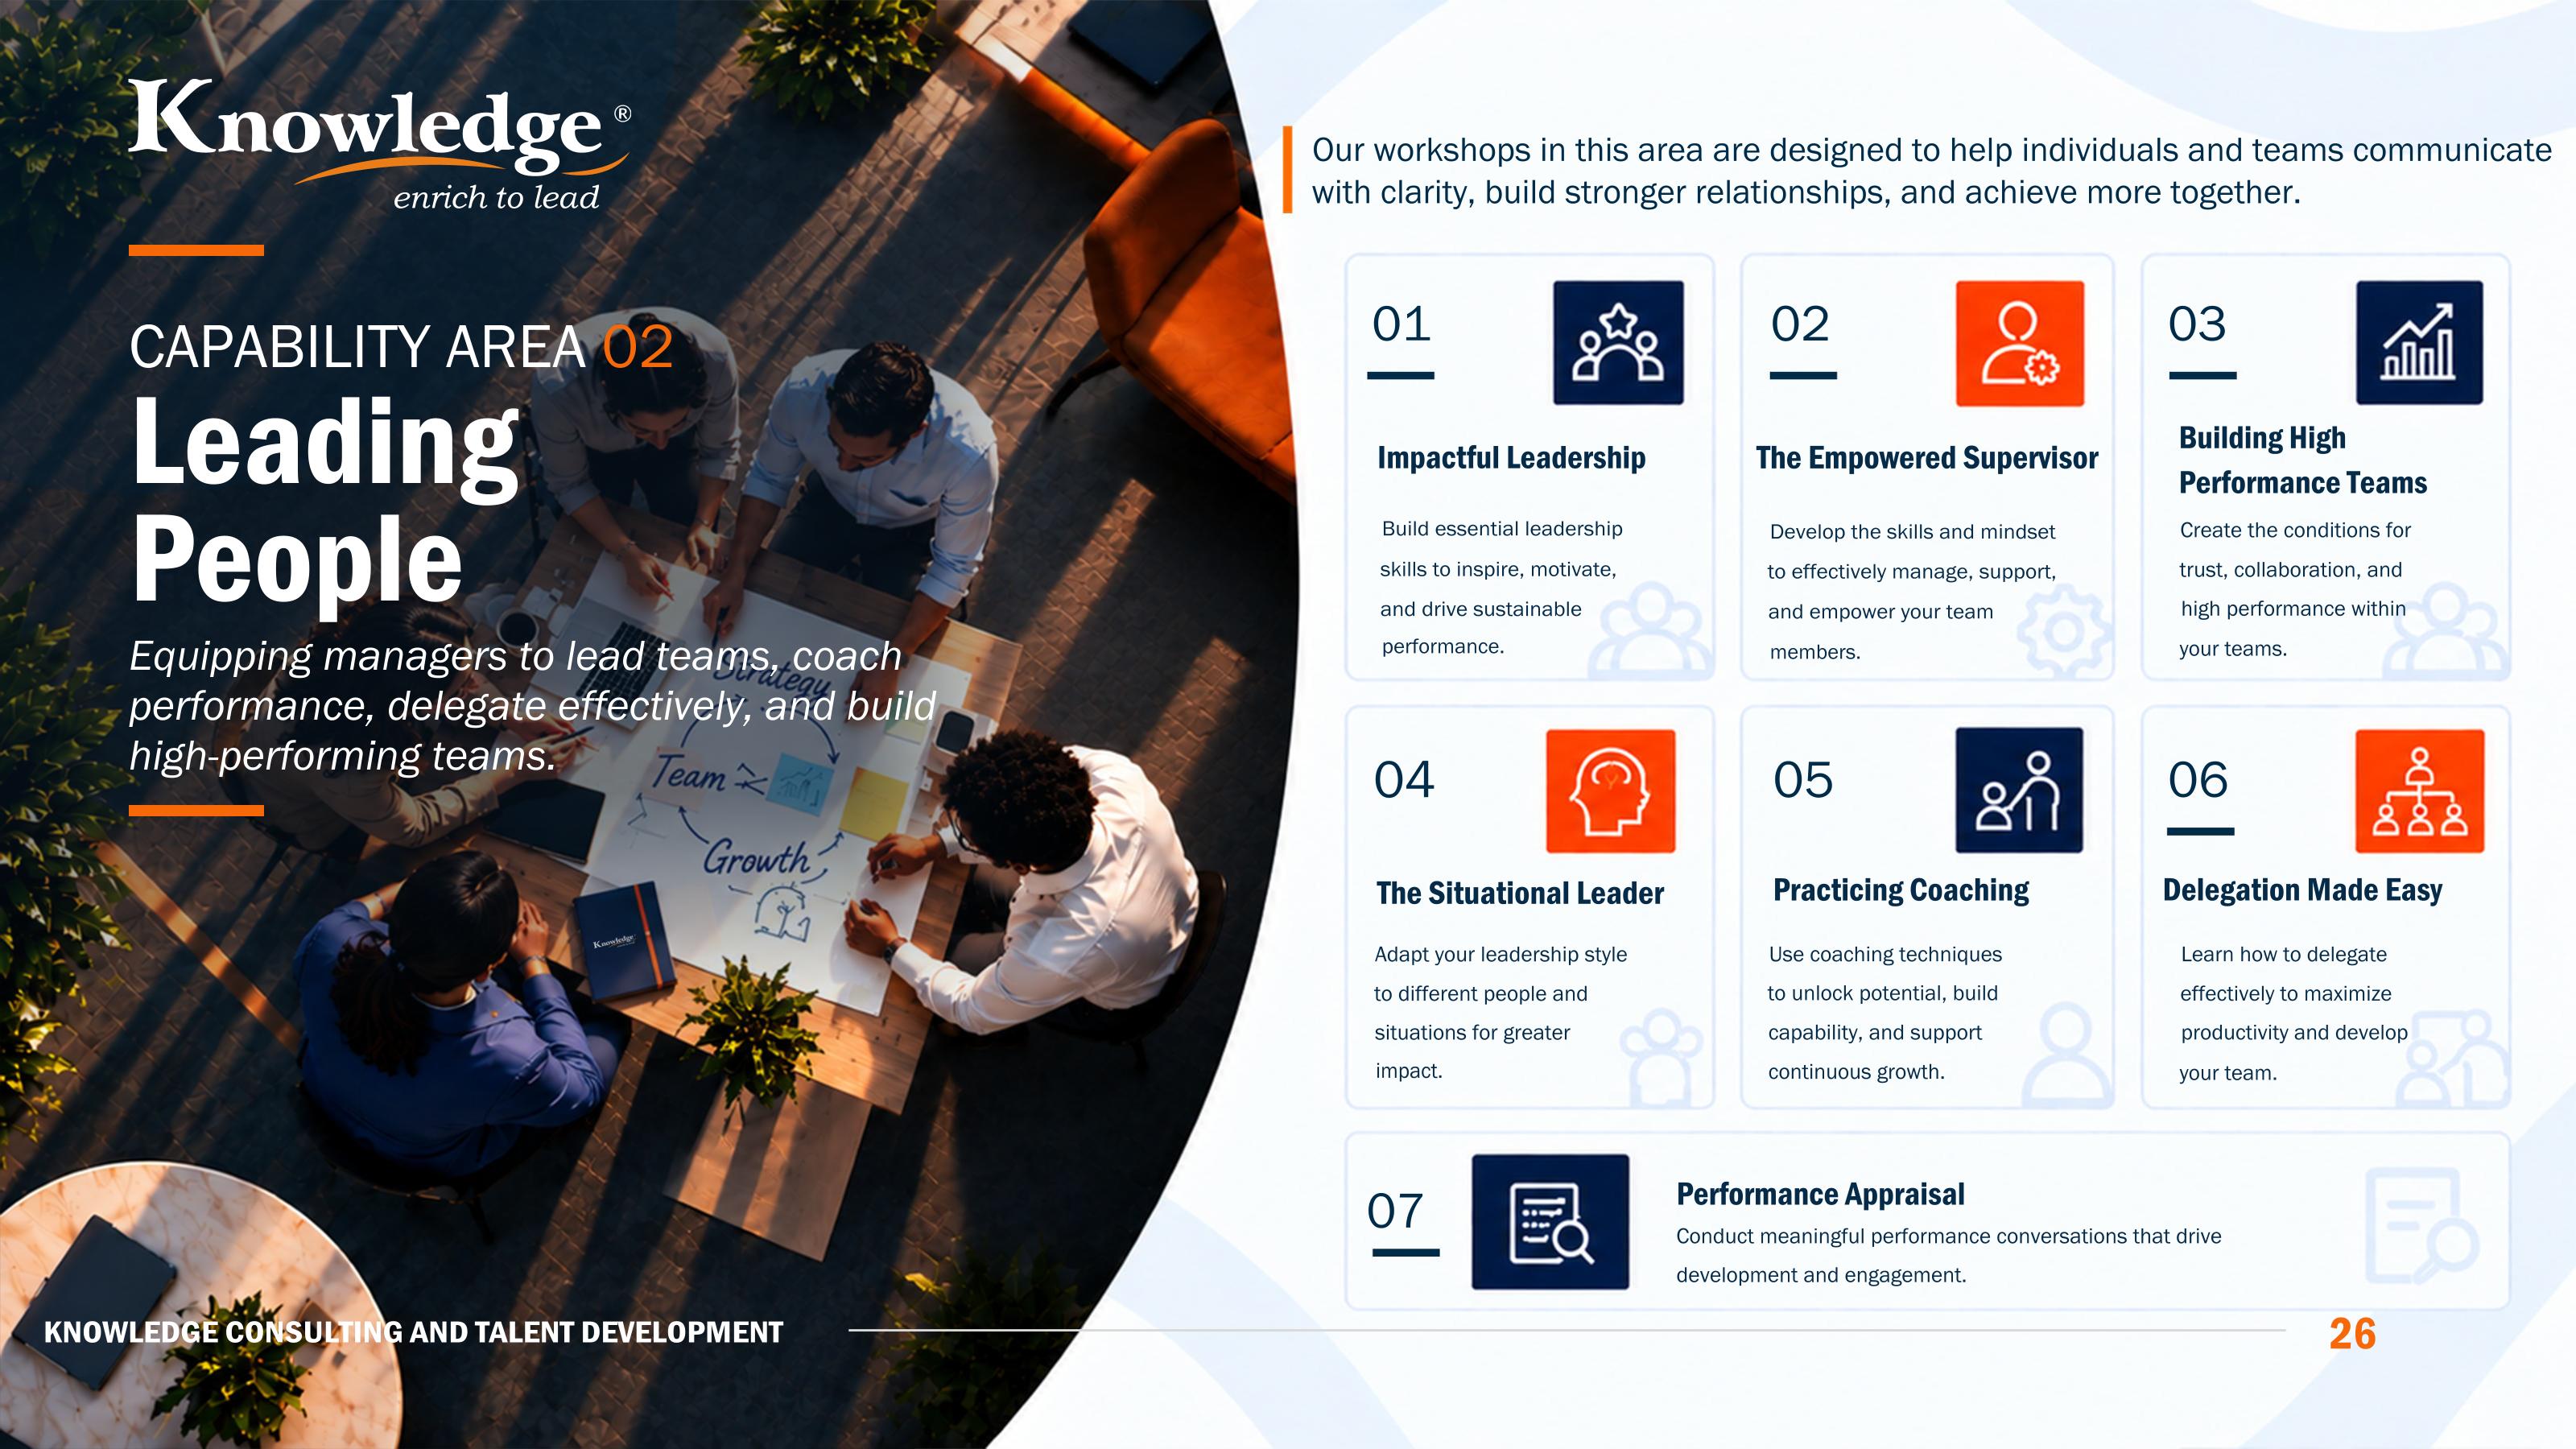 Knowledge®
enrich to lead
CAPABILITY AREA 02
Leading
People
Equipping managers to lead teams, coach
performance, delegate effectively, and build
high-performing teams.
Strategy
Team
Growth
Knowledge
KNOWLEDGE CONSULTING AND TALENT DEVELOPMENT
Our workshops in this area are designed to help individuals and teams communicate
with clarity, build stronger relationships, and achieve more together.
01
Impactful Leadership
Build essential leadership
skills to inspire, motivate,
and drive sustainable
performance.
02
The Empowered Supervisor
Develop the skills and mindset
to effectively manage, support,
and empower your team
members.
03
Building High
Performance Teams
Create the conditions for
trust, collaboration, and
high performance within
your teams.
04
The Situational Leader
Adapt your leadership style
to different people and
situations for greater
impact.
05
Practicing Coaching
Use coaching techniques
to unlock potential, build
capability, and support
continuous growth.
06
Delegation Made Easy
Learn how to delegate
effectively to maximize
productivity and develop
your team.
07
Performance Appraisal
Conduct meaningful performance conversations that drive
development and engagement.
26